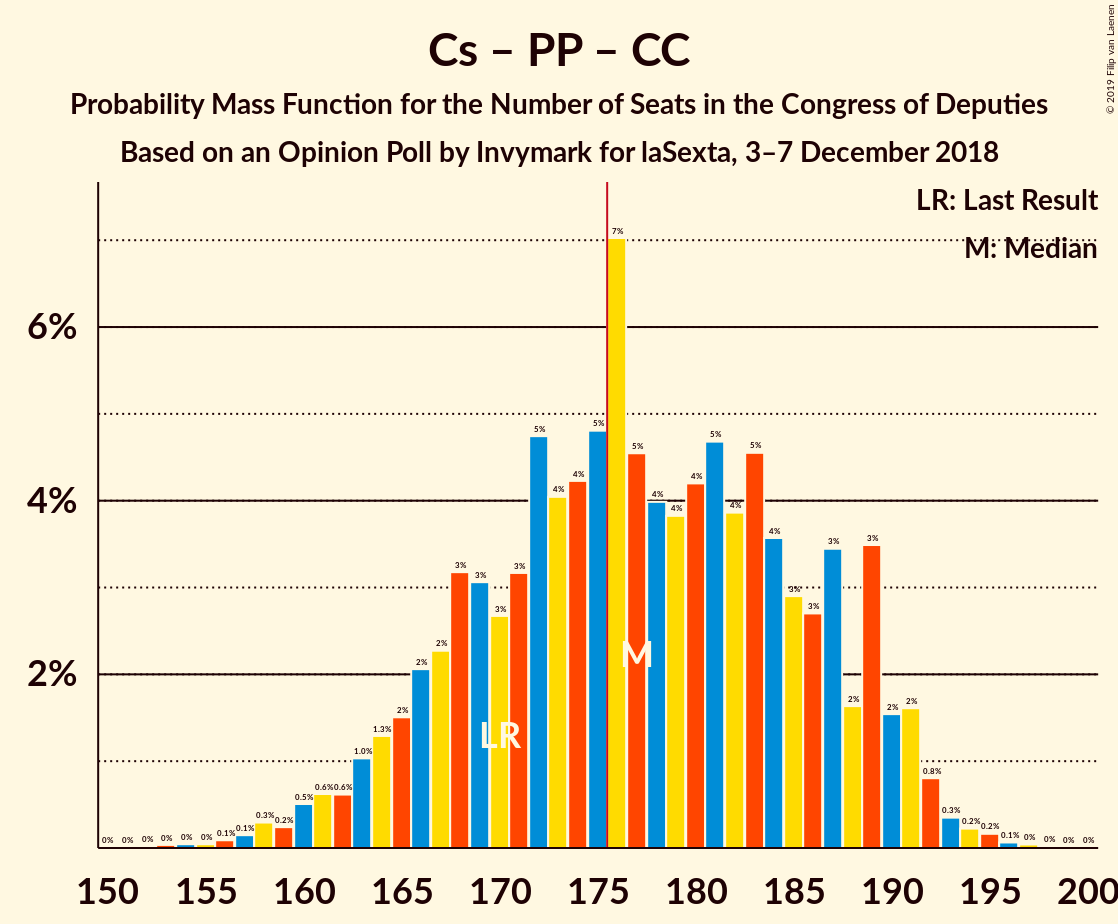 Cs – PP – CC
Probability Mass Function for the Number of Seats in the Congress of Deputies
Based on an Opinion Poll by Invymark for laSexta, 3–7 December 2018
© 2019 Filip van Laenen
LR: Last Result
M: Median
7%
6%
5% 5% 5% 5% 5%
4% 4% 4% 4% 4% 4%
4%
4%
3% 3% 3% 3% 3% 3% 3% 3%
2% 2% 2% 2% 2% 2%
M
2%
LR
1.3%
1.0%
0.8%
0.5% 0.6% 0.6%
0% 0% 0% 0% 0% 0% 0.1% 0.1% 0.3% 0.2% 0.3% 0.2% 0.2% 0.1% 0% 0% 0% 0%
150 155 160 165 170 175 180 185 190 195 200